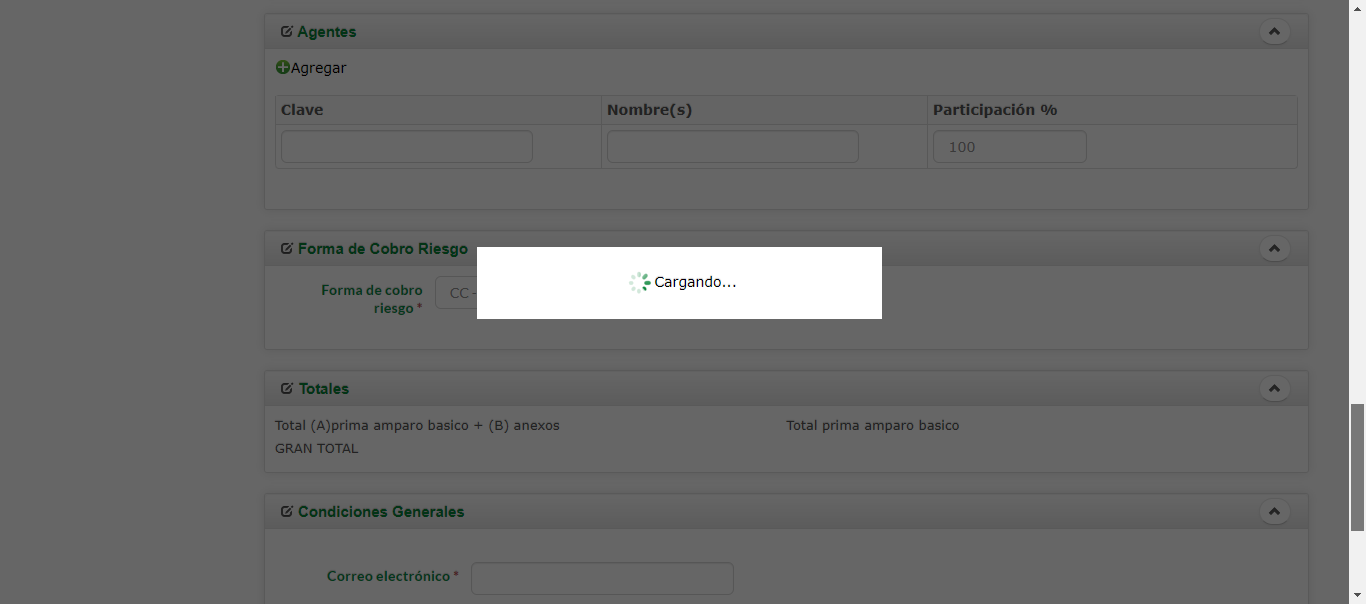 Agentes
Agregar
Clave Nombre(s) Participación %
100
Forma de Cobro Riesgo
Forma de cobro
riesgo * CC -
Cargando...
Totales
Total (A)prima amparo basico + (B) anexos Total prima amparo basico
GRAN TOTAL
Condiciones Generales
Correo electrónico *